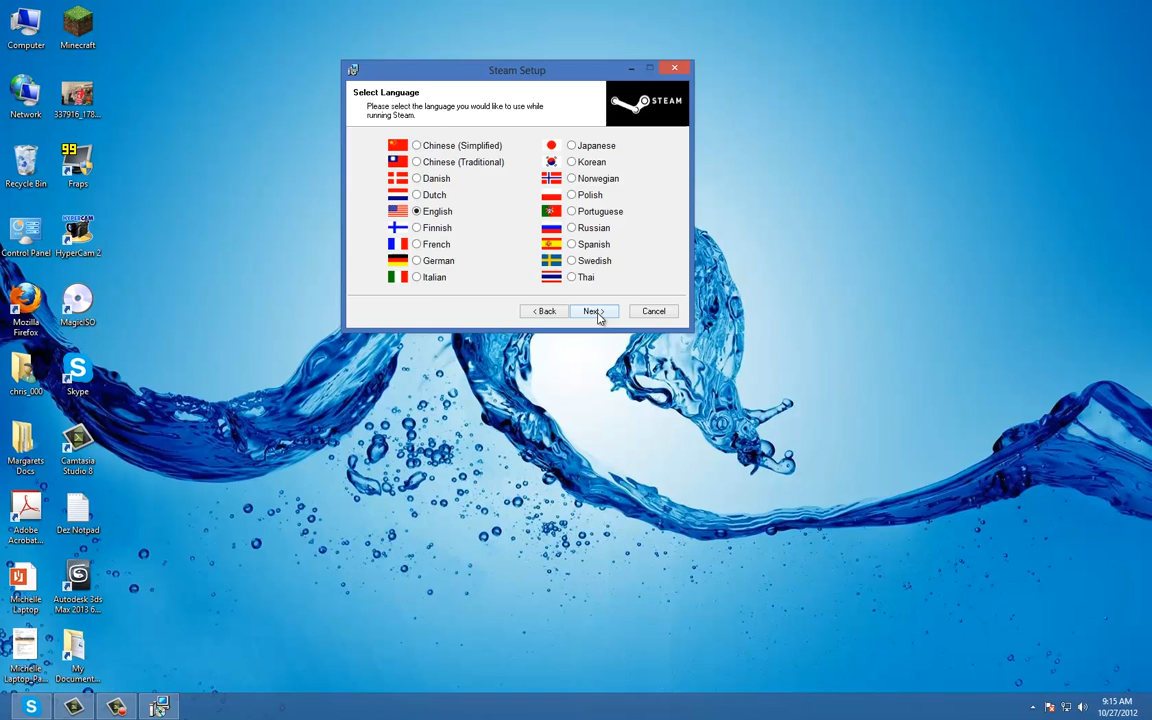 Computer
Minecraft
Network
337916_178...
Recycle Bin
99
Fraps
Control Panel
HyperCam 2
Mozilla
Firefox
MagicISO
chris_000
Skype
Margarets
Docs
Camtasia
Studio 8
Adobe
Acrobat...
Dez Notpad
Michelle
Laptop
Autodesk 3ds
Max 2013 6...
Michelle
Laptop_Pa...
My
Document...
Steam Setup
Select Language
Please select the language you would like to use while
running Steam.
STEAM
Chinese (Simplified)
Chinese (Traditional)
Danish
Dutch
English
Finnish
French
German
Italian
Japanese
Korean
Norwegian
Polish
Portuguese
Russian
Spanish
Swedish
Thai
< Back
Next >
Cancel
9:15 AM
10/27/2012